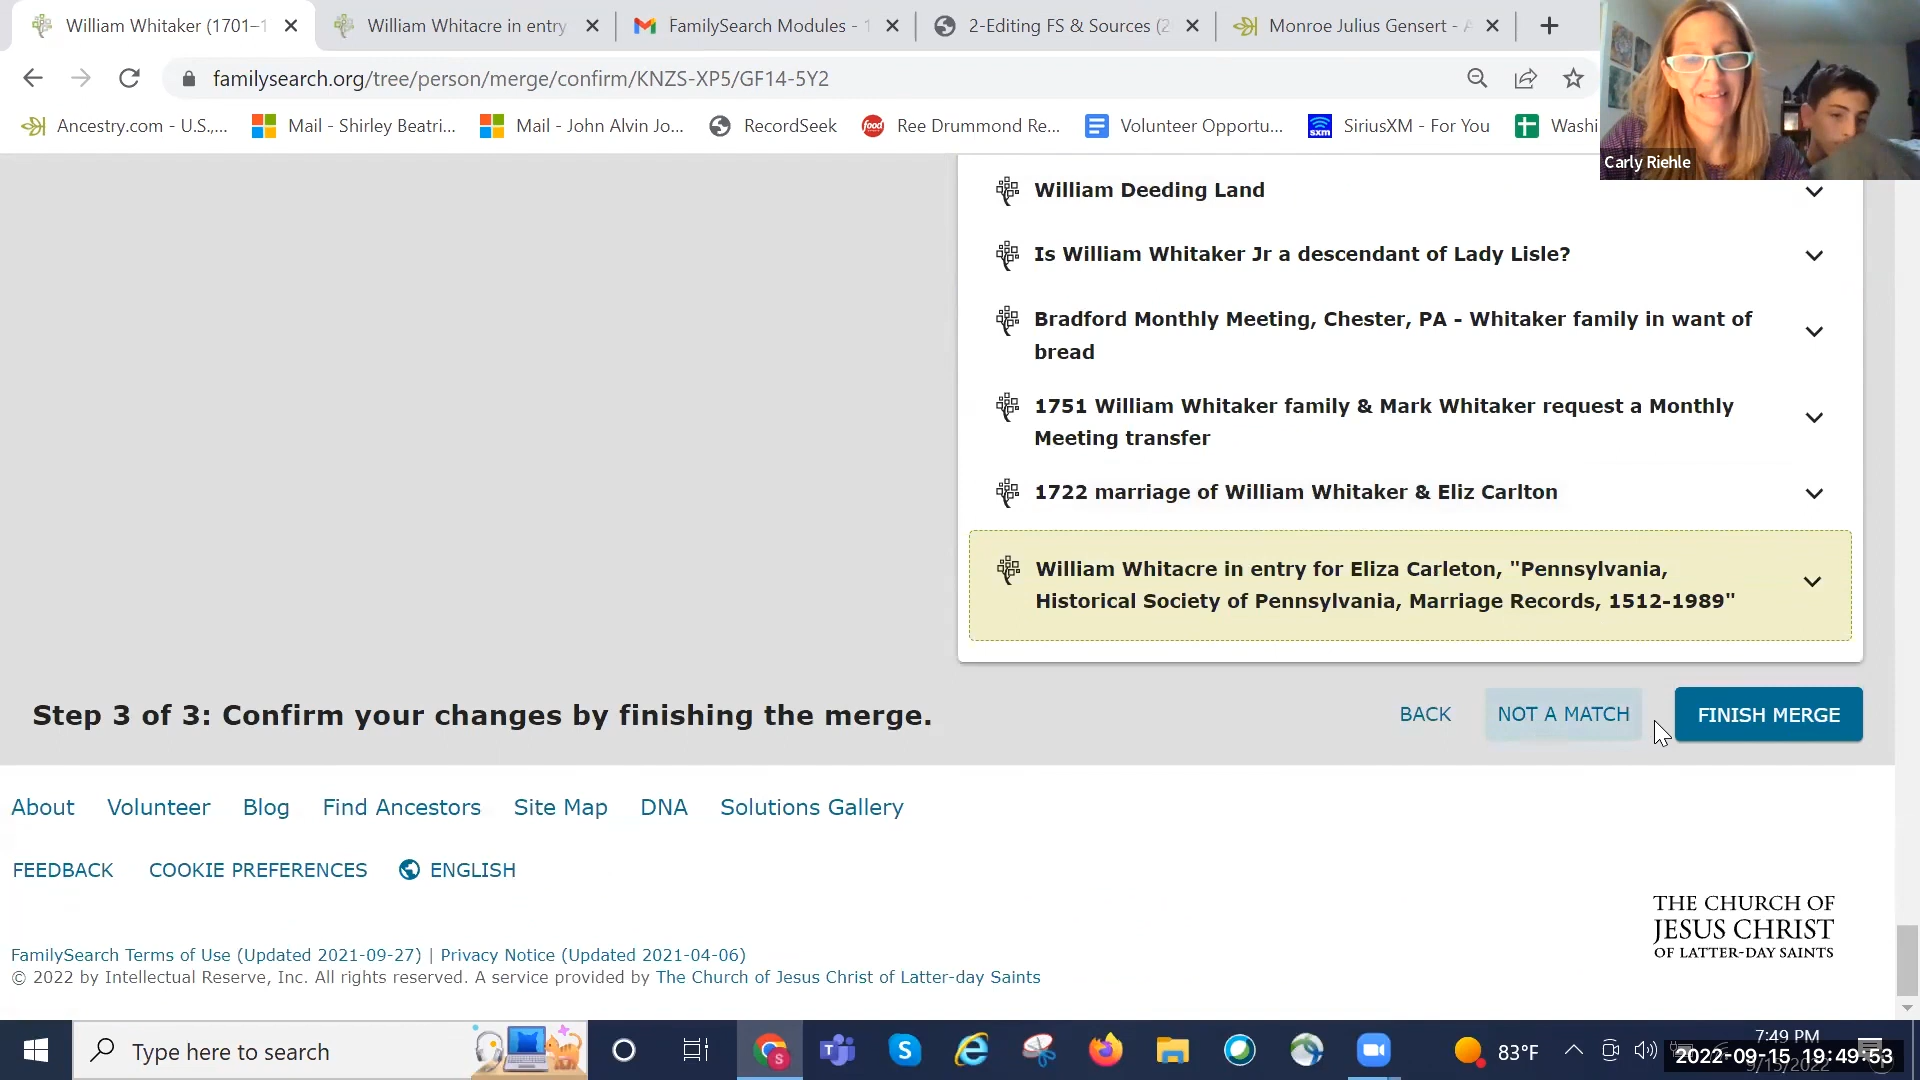 William Whitaker (1701–1
William Whitacre in entry
FamilySearch Modules - 1
2-Editing FS & Sources (2
Monroe Julius Gensert - A
familysearch.org/tree/person/merge/confirm/KNZS-XP5/GF14-5Y2
Ancestry.com - U.S.,...
Mail - Shirley Beatri...
Mail - John Alvin Jo...
RecordSeek
food
Ree Drummond Re...
Volunteer Opportu...
sxm
SiriusXM - For You
Washi
Carly Riehle
William Deeding Land
Is William Whitaker Jr a descendant of Lady Lisle?
Bradford Monthly Meeting, Chester, PA - Whitaker family in want of
bread
1751 William Whitaker family & Mark Whitaker request a Monthly
Meeting transfer
1722 marriage of William Whitaker & Eliz Carlton
William Whitacre in entry for Eliza Carleton, "Pennsylvania,
Historical Society of Pennsylvania, Marriage Records, 1512-1989"
Step 3 of 3: Confirm your changes by finishing the merge.
BACK
NOT A MATCH
FINISH MERGE
About Volunteer Blog Find Ancestors Site Map DNA Solutions Gallery
FEEDBACK COOKIE PREFERENCES ENGLISH
THE CHURCH OF
JESUS CHRIST
OF LATTER-DAY SAINTS
FamilySearch Terms of Use (Updated 2021-09-27) | Privacy Notice (Updated 2021-04-06)
© 2022 by Intellectual Reserve, Inc. All rights reserved. A service provided by The Church of Jesus Christ of Latter-day Saints
Type here to search
S
T
S
83°F
7:49 PM
2022-09-15 19:49:53
9/15/2022